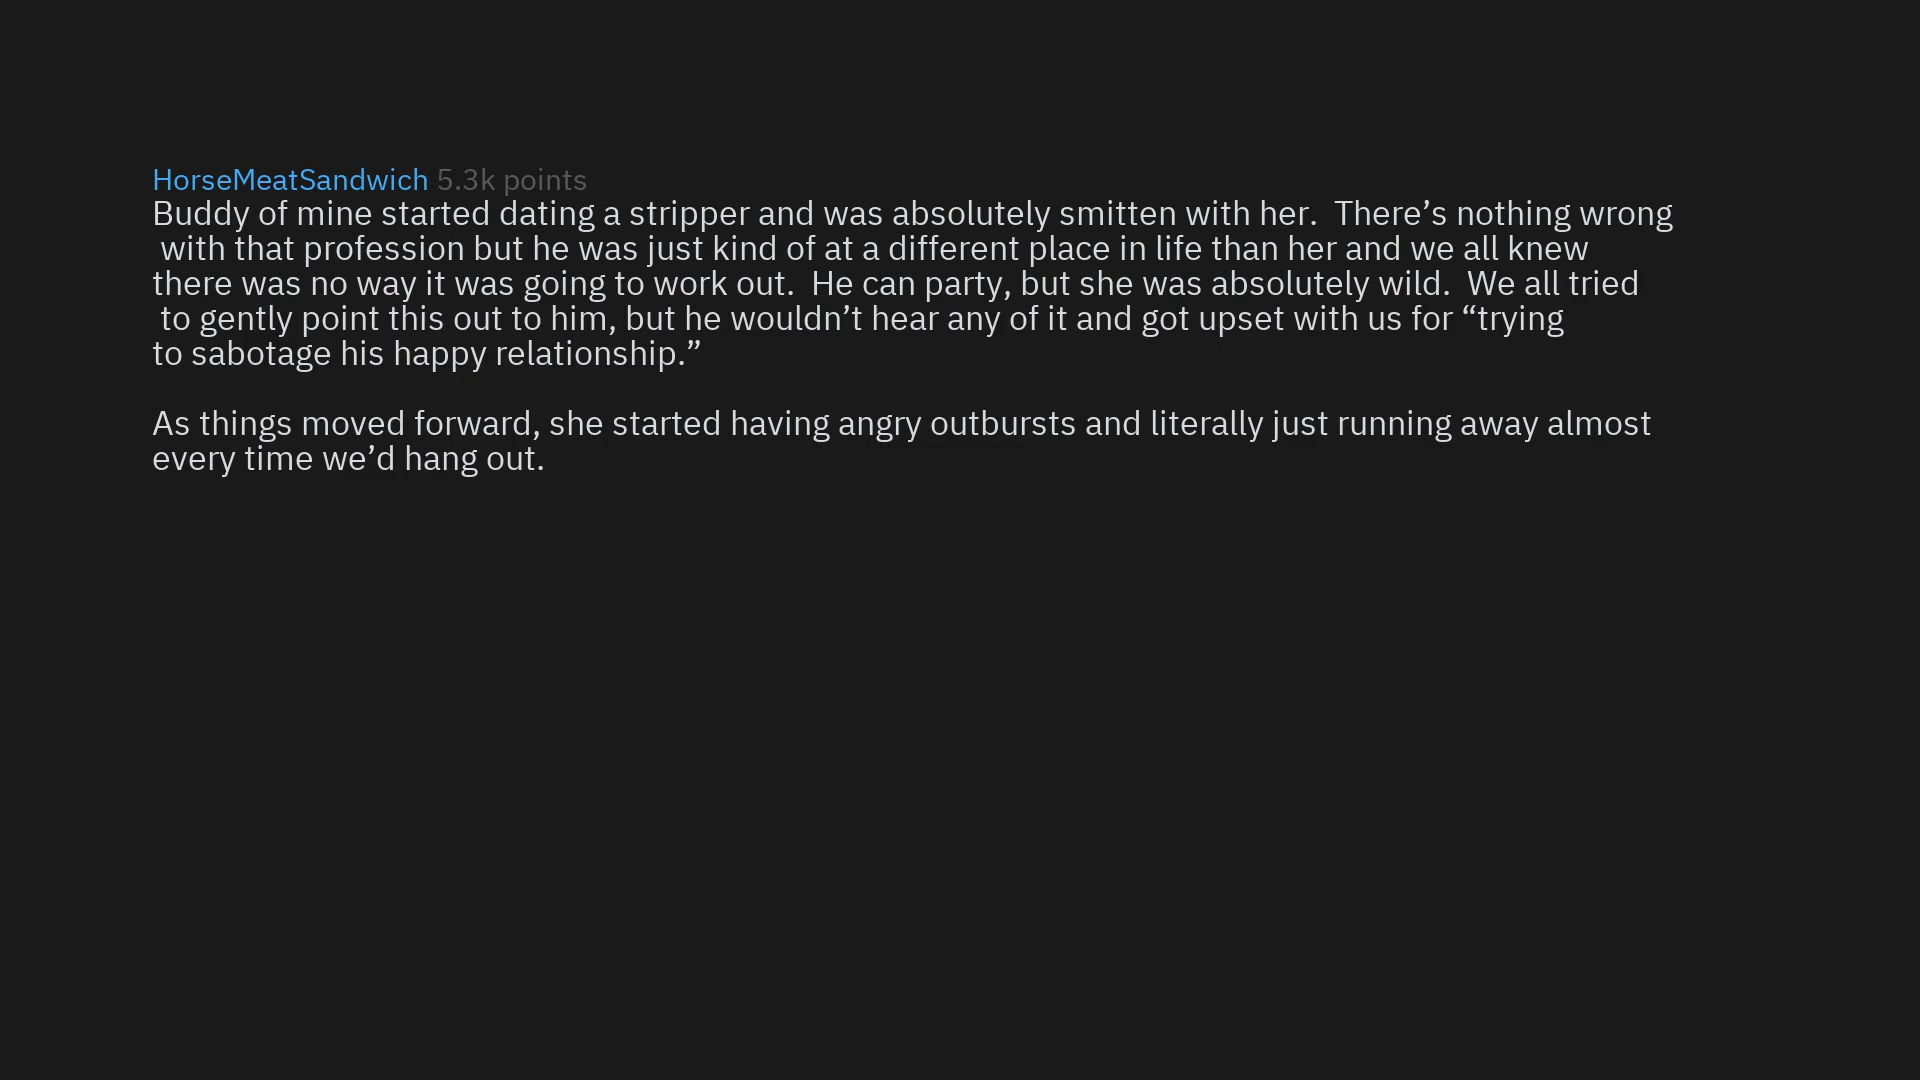 HorseMeatSandwich 5.3k points
Buddy of mine started dating a stripper and was absolutely smitten with her.  There’s nothing wrong
with that profession but he was just kind of at a different place in life than her and we all knew
there was no way it was going to work out.  He can party, but she was absolutely wild.  We all tried
to gently point this out to him, but he wouldn’t hear any of it and got upset with us for “trying
to sabotage his happy relationship.”

As things moved forward, she started having angry outbursts and literally just running away almost
every time we’d hang out.